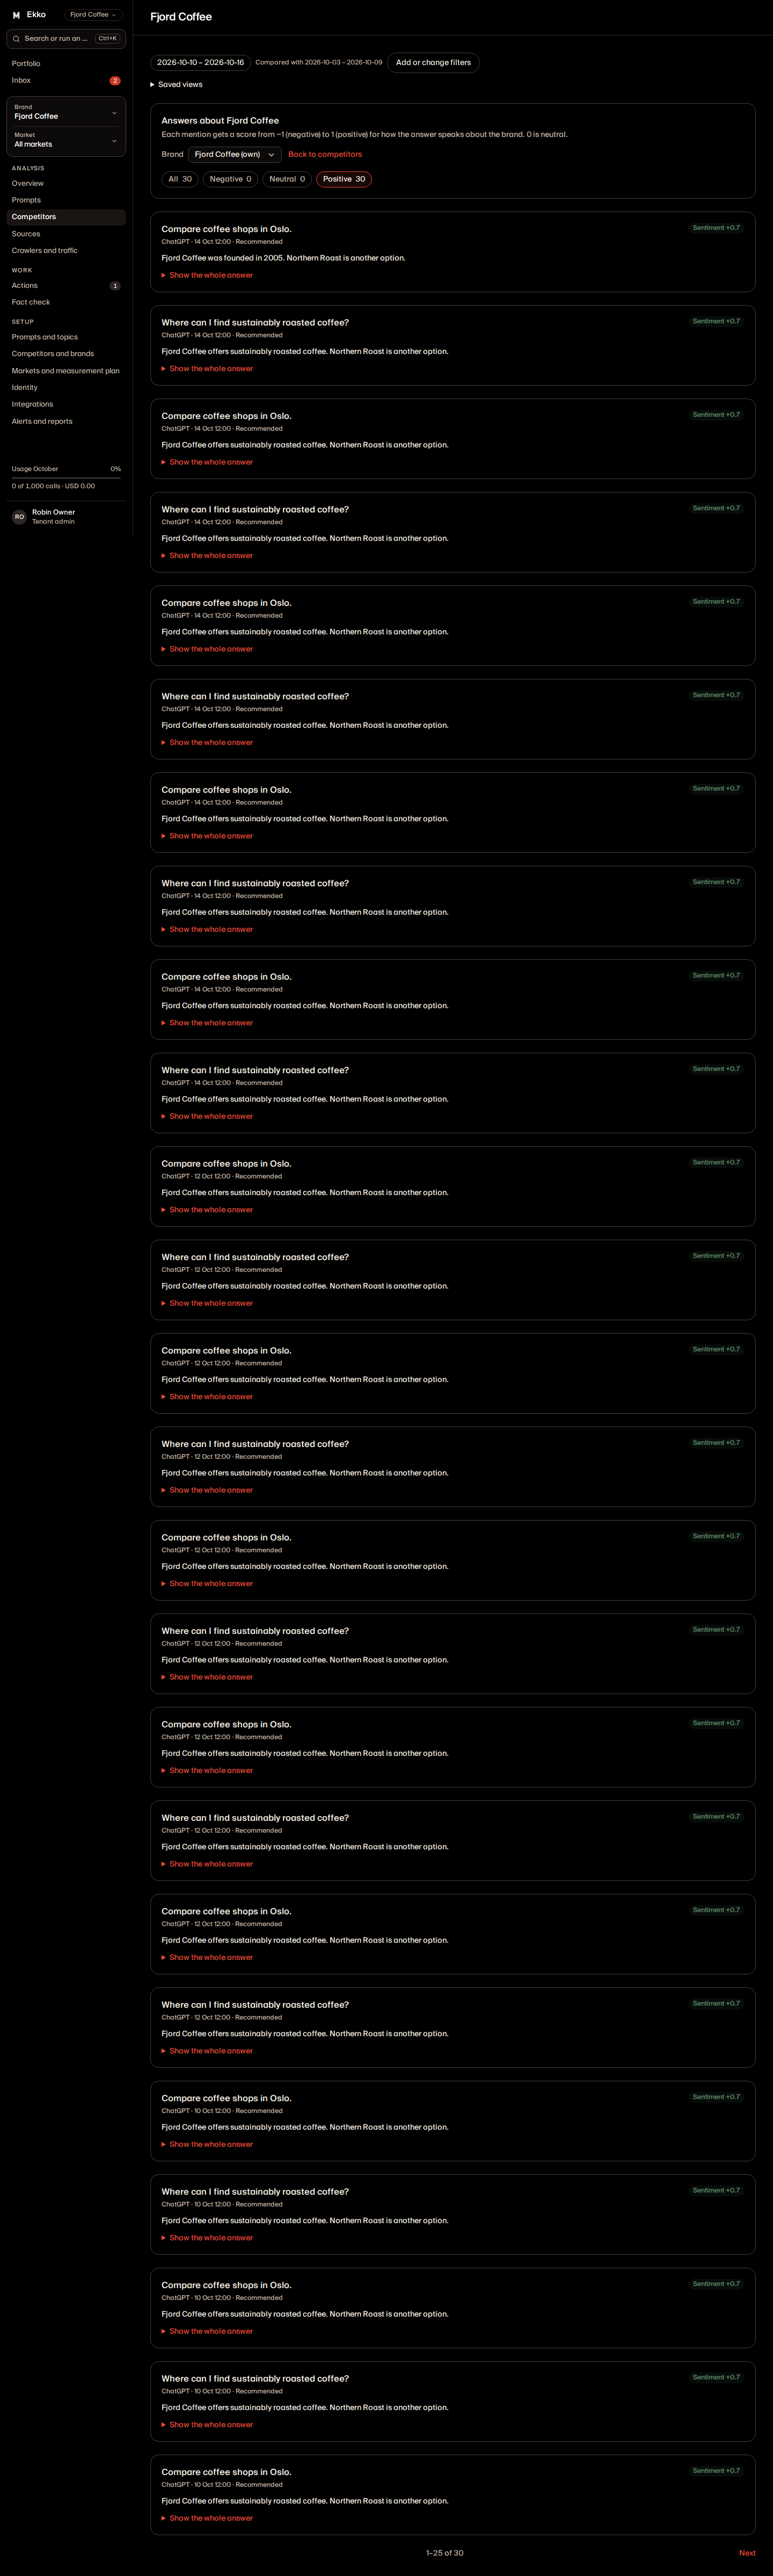 Ekko
Fjord Coffee
Search or run an ...
Ctrl+K
Portfolio
Inbox
2
Brand
Fjord Coffee
Market
All markets
ANALYSIS
Overview
Prompts
Competitors
Sources
Crawlers and traffic
WORK
Actions
1
Fact check
SETUP
Prompts and topics
Competitors and brands
Markets and measurement plan
Identity
Integrations
Alerts and reports
Usage October
0%
0 of 1,000 calls · USD 0.00
RO
Robin Owner
Tenant admin
Fjord Coffee
2026-10-10 – 2026-10-16
Compared with 2026-10-03 – 2026-10-09
Add or change filters
Saved views
Answers about Fjord Coffee
Each mention gets a score from −1 (negative) to 1 (positive) for how the answer speaks about the brand. 0 is neutral.
Brand
Fjord Coffee (own)
Back to competitors
All 30
Negative 0
Neutral 0
Positive 30
Compare coffee shops in Oslo.
Sentiment +0.7
ChatGPT · 14 Oct 12:00 · Recommended
Fjord Coffee was founded in 2005. Northern Roast is another option.
Show the whole answer
Where can I find sustainably roasted coffee?
Sentiment +0.7
ChatGPT · 14 Oct 12:00 · Recommended
Fjord Coffee offers sustainably roasted coffee. Northern Roast is another option.
Show the whole answer
Compare coffee shops in Oslo.
Sentiment +0.7
ChatGPT · 14 Oct 12:00 · Recommended
Fjord Coffee offers sustainably roasted coffee. Northern Roast is another option.
Show the whole answer
Where can I find sustainably roasted coffee?
Sentiment +0.7
ChatGPT · 14 Oct 12:00 · Recommended
Fjord Coffee offers sustainably roasted coffee. Northern Roast is another option.
Show the whole answer
Compare coffee shops in Oslo.
Sentiment +0.7
ChatGPT · 14 Oct 12:00 · Recommended
Fjord Coffee offers sustainably roasted coffee. Northern Roast is another option.
Show the whole answer
Where can I find sustainably roasted coffee?
Sentiment +0.7
ChatGPT · 14 Oct 12:00 · Recommended
Fjord Coffee offers sustainably roasted coffee. Northern Roast is another option.
Show the whole answer
Compare coffee shops in Oslo.
Sentiment +0.7
ChatGPT · 14 Oct 12:00 · Recommended
Fjord Coffee offers sustainably roasted coffee. Northern Roast is another option.
Show the whole answer
Where can I find sustainably roasted coffee?
Sentiment +0.7
ChatGPT · 14 Oct 12:00 · Recommended
Fjord Coffee offers sustainably roasted coffee. Northern Roast is another option.
Show the whole answer
Compare coffee shops in Oslo.
Sentiment +0.7
ChatGPT · 14 Oct 12:00 · Recommended
Fjord Coffee offers sustainably roasted coffee. Northern Roast is another option.
Show the whole answer
Where can I find sustainably roasted coffee?
Sentiment +0.7
ChatGPT · 14 Oct 12:00 · Recommended
Fjord Coffee offers sustainably roasted coffee. Northern Roast is another option.
Show the whole answer
Compare coffee shops in Oslo.
Sentiment +0.7
ChatGPT · 12 Oct 12:00 · Recommended
Fjord Coffee offers sustainably roasted coffee. Northern Roast is another option.
Show the whole answer
Where can I find sustainably roasted coffee?
Sentiment +0.7
ChatGPT · 12 Oct 12:00 · Recommended
Fjord Coffee offers sustainably roasted coffee. Northern Roast is another option.
Show the whole answer
Compare coffee shops in Oslo.
Sentiment +0.7
ChatGPT · 12 Oct 12:00 · Recommended
Fjord Coffee offers sustainably roasted coffee. Northern Roast is another option.
Show the whole answer
Where can I find sustainably roasted coffee?
Sentiment +0.7
ChatGPT · 12 Oct 12:00 · Recommended
Fjord Coffee offers sustainably roasted coffee. Northern Roast is another option.
Show the whole answer
Compare coffee shops in Oslo.
Sentiment +0.7
ChatGPT · 12 Oct 12:00 · Recommended
Fjord Coffee offers sustainably roasted coffee. Northern Roast is another option.
Show the whole answer
Where can I find sustainably roasted coffee?
Sentiment +0.7
ChatGPT · 12 Oct 12:00 · Recommended
Fjord Coffee offers sustainably roasted coffee. Northern Roast is another option.
Show the whole answer
Compare coffee shops in Oslo.
Sentiment +0.7
ChatGPT · 12 Oct 12:00 · Recommended
Fjord Coffee offers sustainably roasted coffee. Northern Roast is another option.
Show the whole answer
Where can I find sustainably roasted coffee?
Sentiment +0.7
ChatGPT · 12 Oct 12:00 · Recommended
Fjord Coffee offers sustainably roasted coffee. Northern Roast is another option.
Show the whole answer
Compare coffee shops in Oslo.
Sentiment +0.7
ChatGPT · 12 Oct 12:00 · Recommended
Fjord Coffee offers sustainably roasted coffee. Northern Roast is another option.
Show the whole answer
Where can I find sustainably roasted coffee?
Sentiment +0.7
ChatGPT · 12 Oct 12:00 · Recommended
Fjord Coffee offers sustainably roasted coffee. Northern Roast is another option.
Show the whole answer
Compare coffee shops in Oslo.
Sentiment +0.7
ChatGPT · 10 Oct 12:00 · Recommended
Fjord Coffee offers sustainably roasted coffee. Northern Roast is another option.
Show the whole answer
Where can I find sustainably roasted coffee?
Sentiment +0.7
ChatGPT · 10 Oct 12:00 · Recommended
Fjord Coffee offers sustainably roasted coffee. Northern Roast is another option.
Show the whole answer
Compare coffee shops in Oslo.
Sentiment +0.7
ChatGPT · 10 Oct 12:00 · Recommended
Fjord Coffee offers sustainably roasted coffee. Northern Roast is another option.
Show the whole answer
Where can I find sustainably roasted coffee?
Sentiment +0.7
ChatGPT · 10 Oct 12:00 · Recommended
Fjord Coffee offers sustainably roasted coffee. Northern Roast is another option.
Show the whole answer
Compare coffee shops in Oslo.
Sentiment +0.7
ChatGPT · 10 Oct 12:00 · Recommended
Fjord Coffee offers sustainably roasted coffee. Northern Roast is another option.
Show the whole answer
1–25 of 30
Next